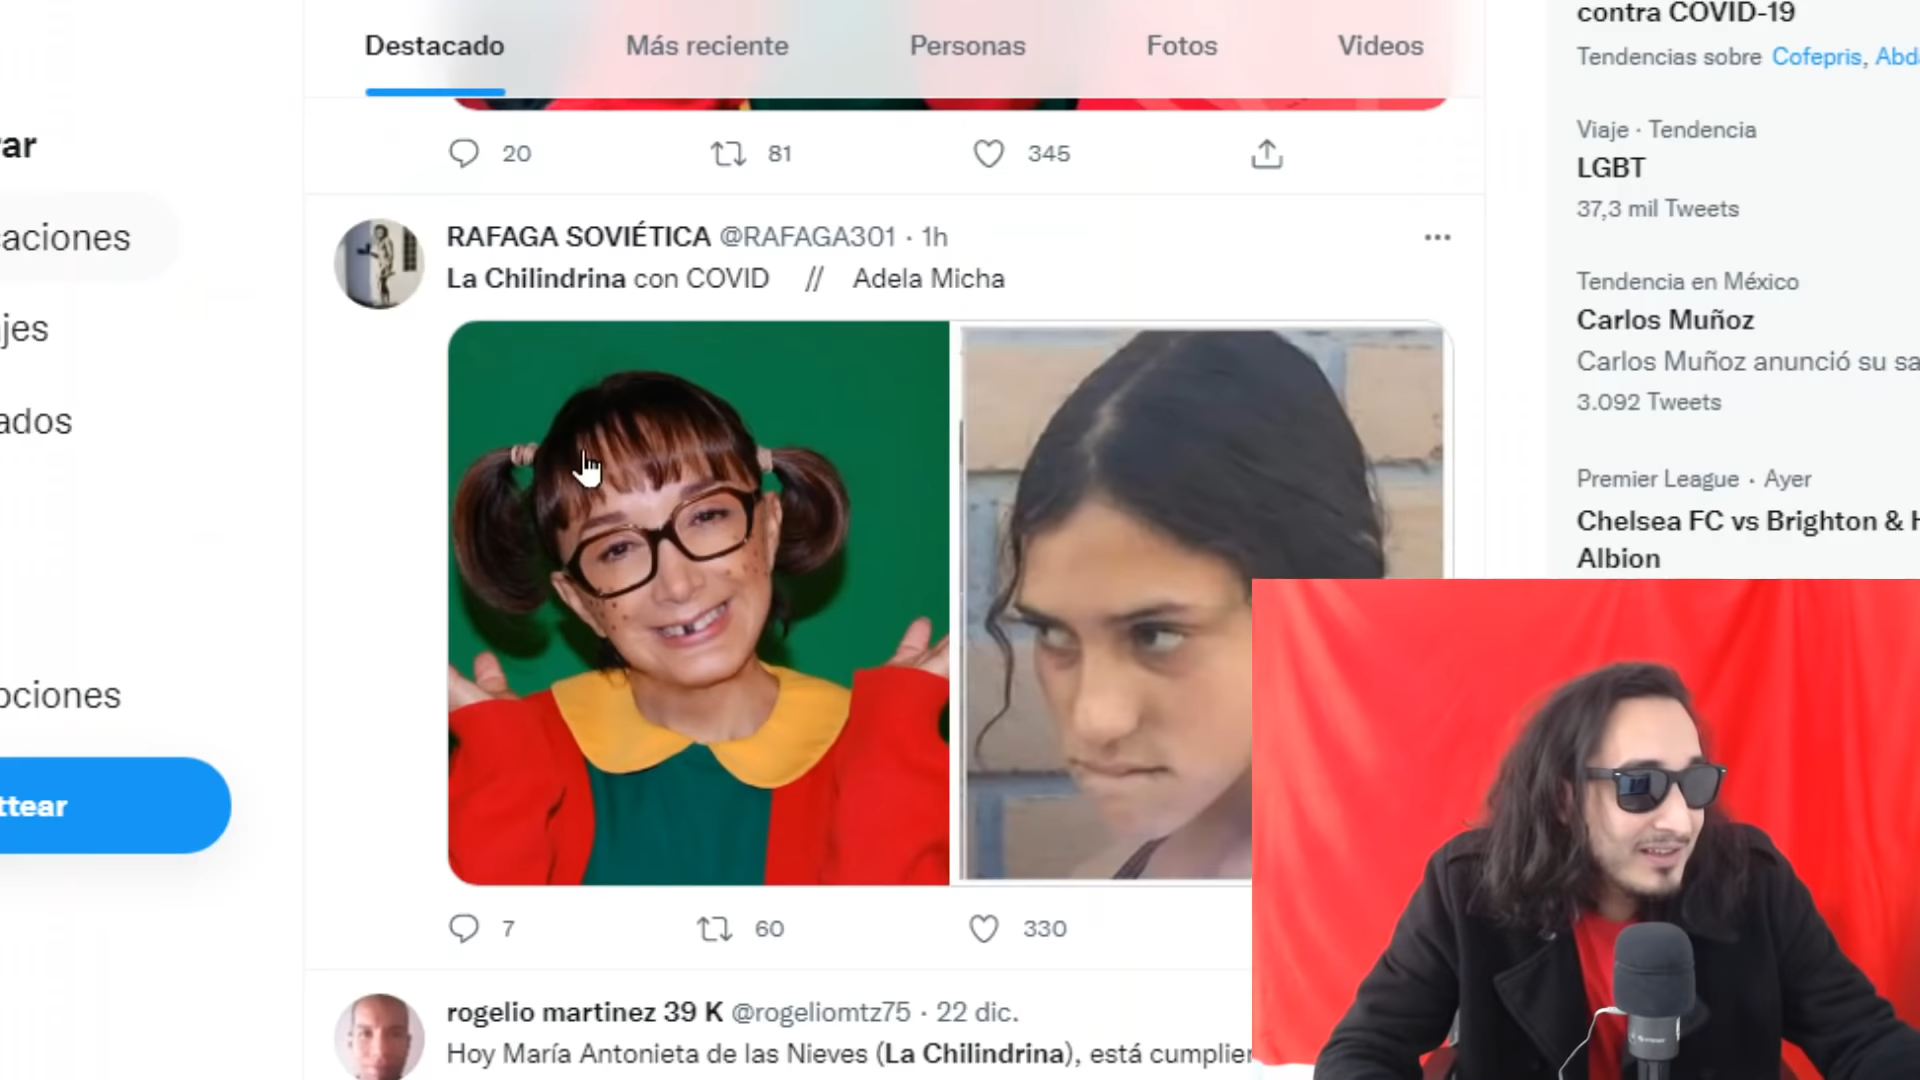 Destacado
Más reciente
Personas
Fotos
Videos
20
81
345
RAFAGA SOVIÉTICA @RAFAGA301 · 1h
La Chilindrina con COVID // Adela Micha
7
60
330
rogelio martinez 39 K @rogeliomtz75 · 22 dic.
Hoy María Antonieta de las Nieves (La Chilindrina), está cumplier
ar
aciones
jes
ados
ociones
ttear
contra COVID-19
Tendencias sobre Cofepris, Abd
Viaje · Tendencia
LGBT
37,3 mil Tweets
Tendencia en México
Carlos Muñoz
Carlos Muñoz anunció su sa
3.092 Tweets
Premier League · Ayer
Chelsea FC vs Brighton & H
Albion